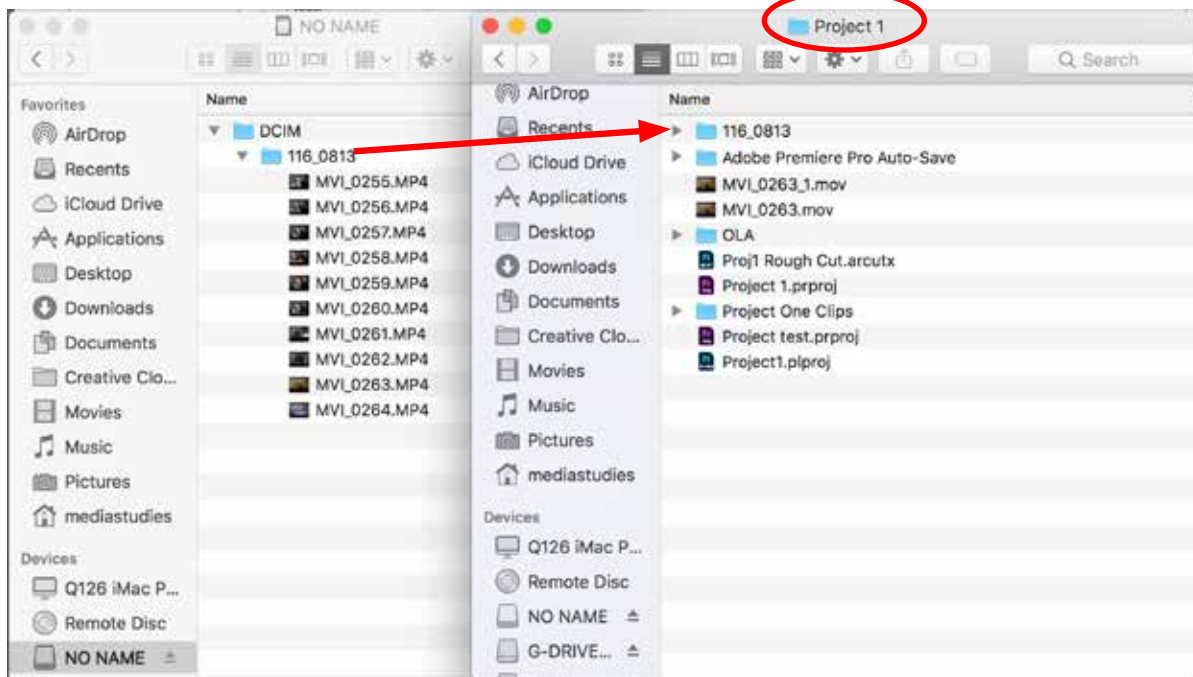 NO NAME
Favorites
AirDrop
Recents
iCloud Drive
Applications
Desktop
Downloads
Documents
Creative Clo...
Movies
Music
Pictures
mediastudies
Devices
Q126 iMac P...
Remote Disc
NO NAME
Name
DCIM
116_0813
MVI_0255.MP4
MVI_0256.MP4
MVI_0257.MP4
MVI_0258.MP4
MVI_0259.MP4
MVI_0260.MP4
MVI_0261.MP4
MVI_0262.MP4
MVI_0263.MP4
MVI_0264.MP4
Project 1
Search
AirDrop
Recents
iCloud Drive
Applications
Desktop
Downloads
Documents
Creative Clo...
Movies
Music
Pictures
mediastudies
Devices
Q126 iMac P...
Remote Disc
NO NAME
G-DRIVE...
Name
116_0813
Adobe Premiere Pro Auto-Save
MVI_0263_1.mov
MVI_0263.mov
OLA
Proj1 Rough Cut.arcutx
Project 1.prproj
Project One Clips
Project test.prproj
Project1.plproj